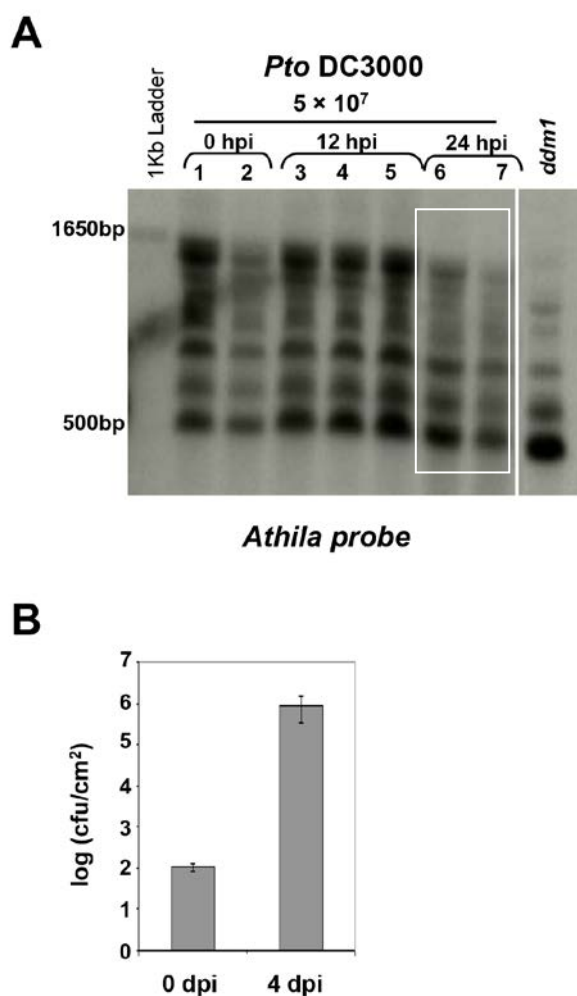 A
Pto DC3000
5 × 10⁷
1Kb Ladder
0 hpi 12 hpi 24 hpi ddm1
1 2 3 4 5 6 7
1650bp
500bp
Athila probe
B
7
6
5
4
3
2
1
0
log (cfu/cm²)
0 dpi 4 dpi